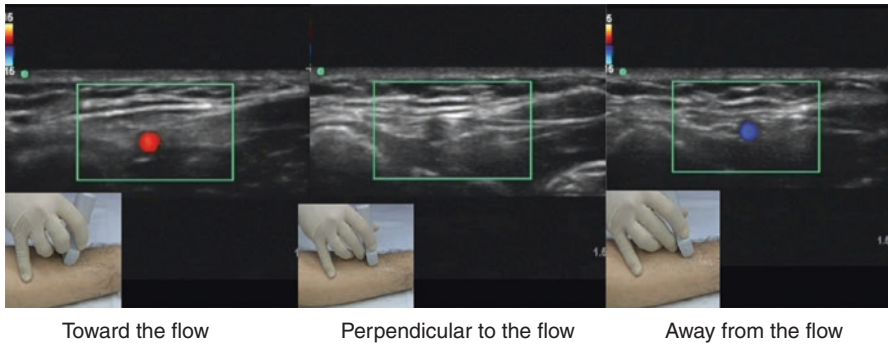 Toward the flow
Perpendicular to the flow
Away from the flow